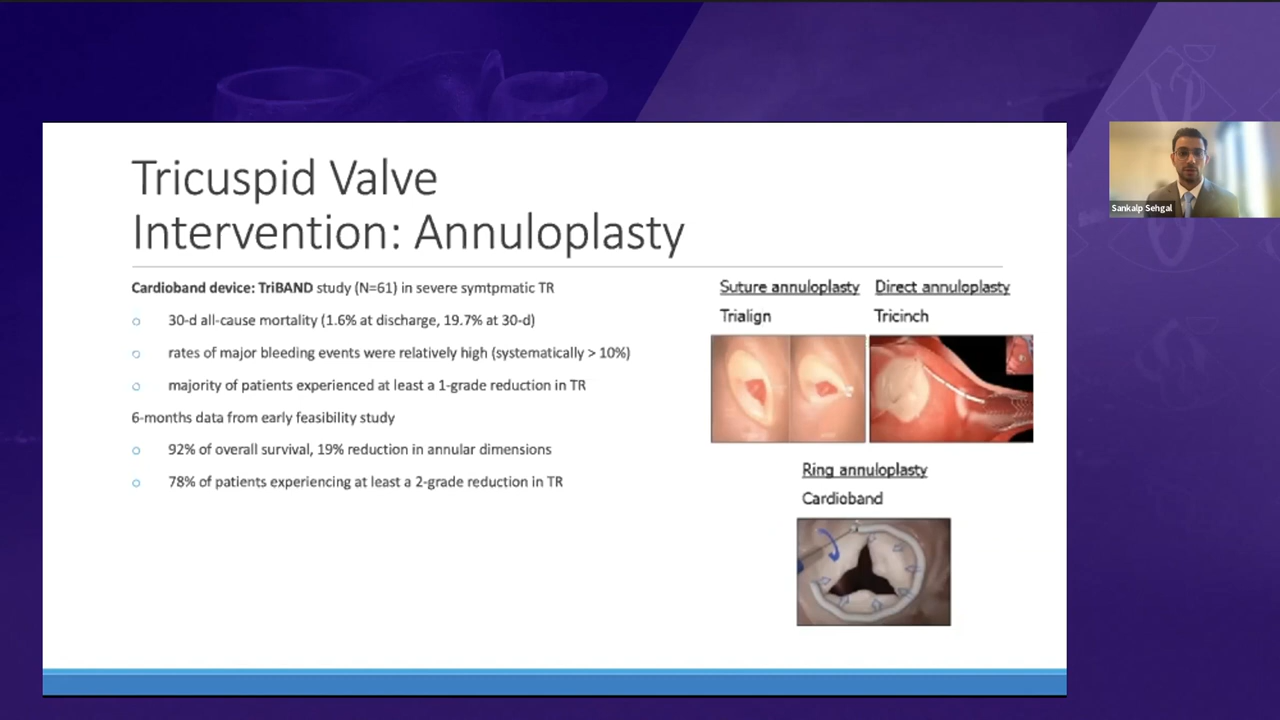 Tricuspid Valve
Intervention: Annuloplasty
Cardioband device: TriBAND study (N=61) in severe symtpmatic TR
30-d all-cause mortality (1.6% at discharge, 19.7% at 30-d)
rates of major bleeding events were relatively high (systematically > 10%)
majority of patients experienced at least a 1-grade reduction in TR
6-months data from early feasibility study
92% of overall survival, 19% reduction in annular dimensions
78% of patients experiencing at least a 2-grade reduction in TR
Suture annuloplasty
Trialign
Direct annuloplasty
Tricinch
Ring annuloplasty
Cardioband
Sankalp Sehgal